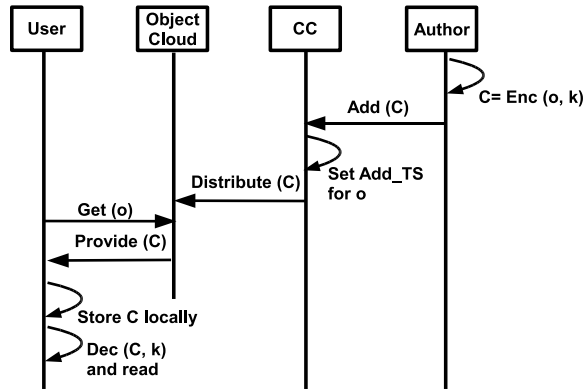 User
Object
Cloud
CC
Author
C= Enc (o, k)
Add (C)
Set Add_TS
for o
Distribute (C)
Get (o)
Provide (C)
Store C locally
Dec (C, k)
and read